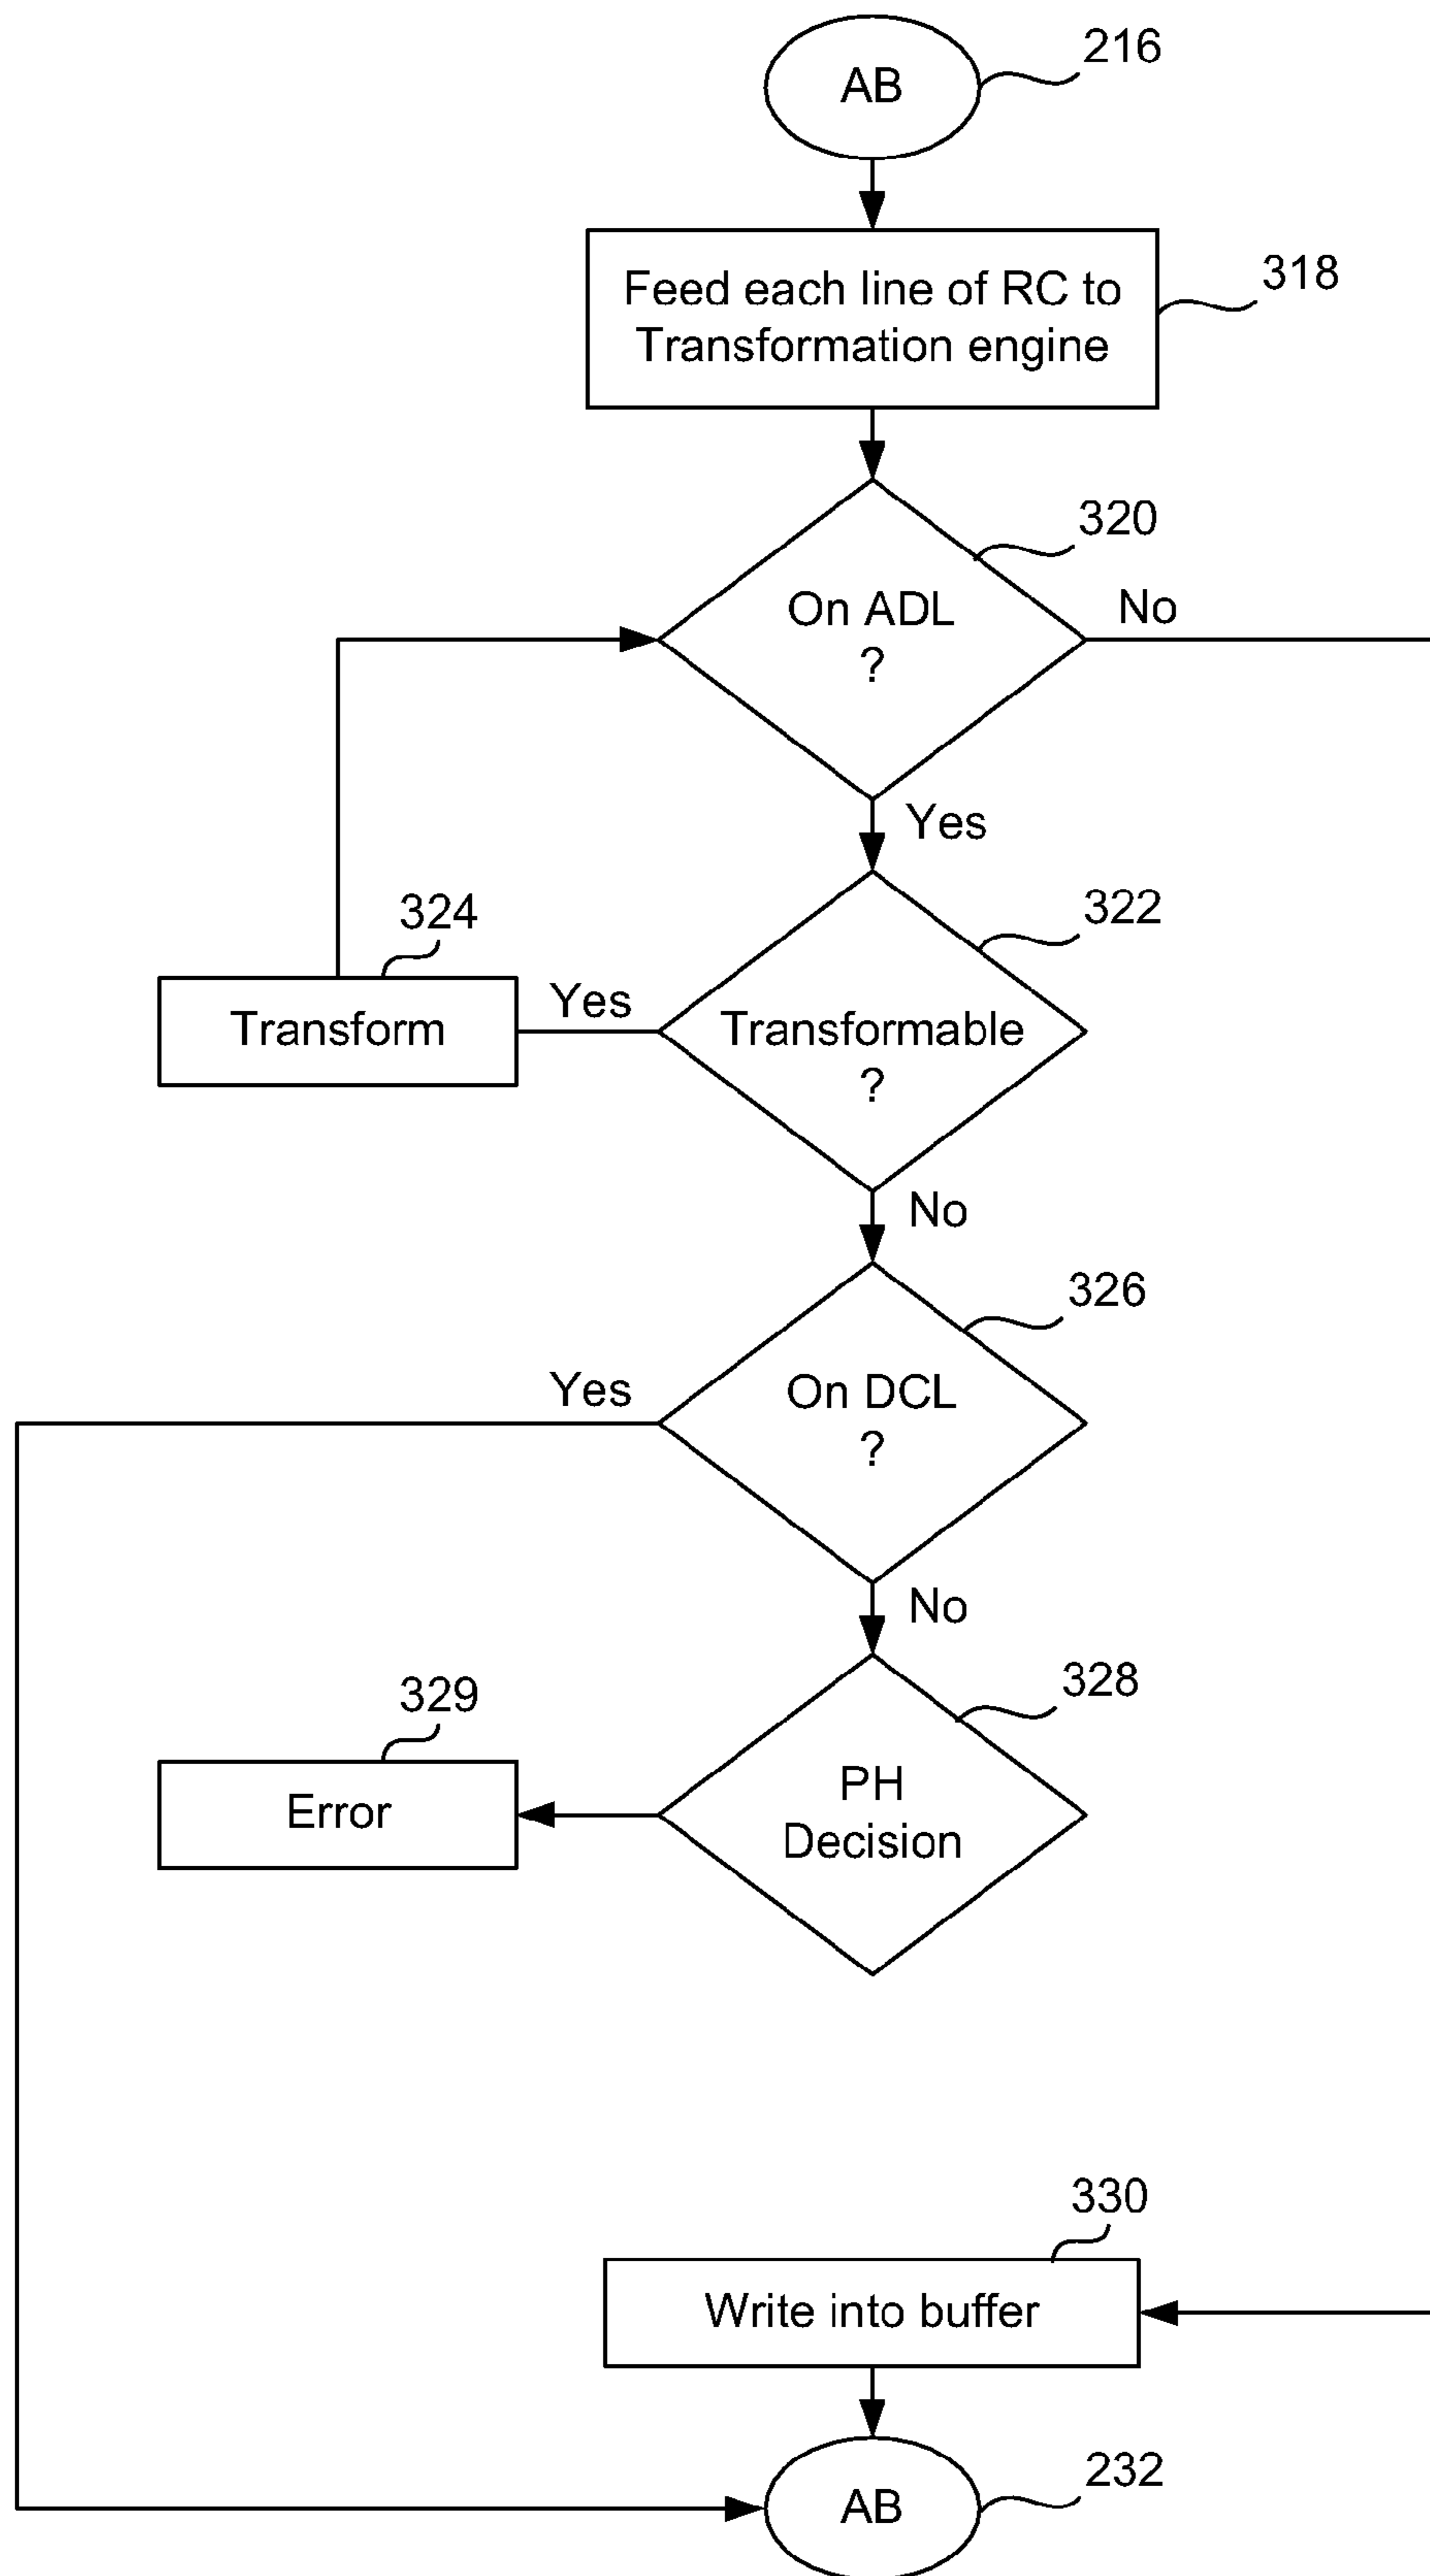 AB
216
Feed each line of RC to
Transformation engine
318
320
On ADL
?
No
Yes
322
324
Transform
Yes
Transformable
?
No
326
Yes
On DCL
?
No
328
329
Error
PH
Decision
330
Write into buffer
232
AB